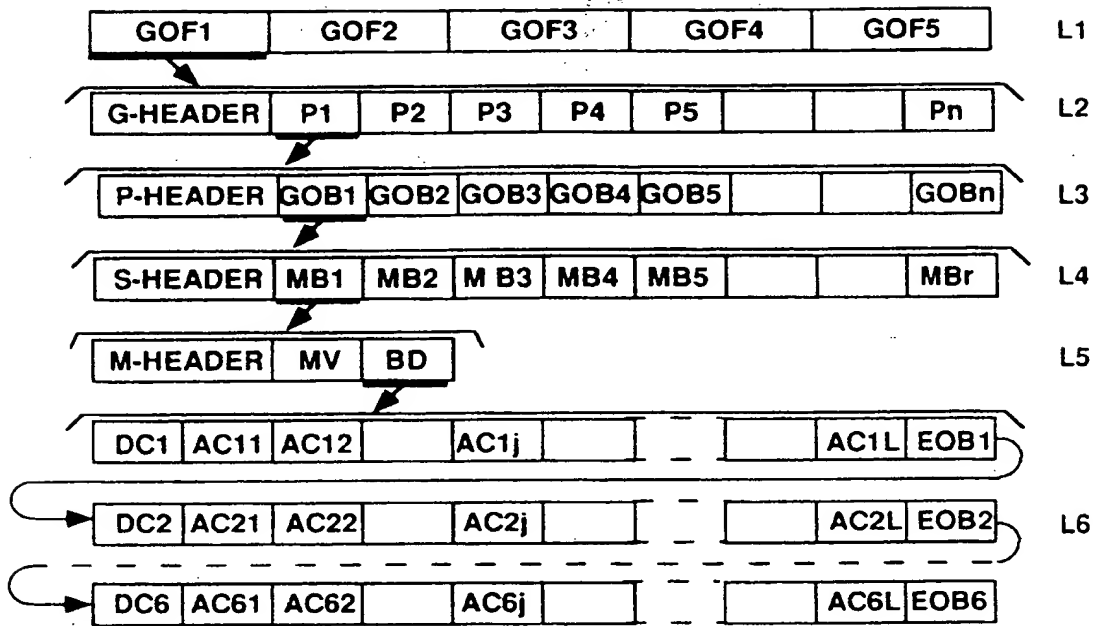 GOF1 GOF2 GOF3 GOF4 GOF5 L1
G-HEADER P1 P2 P3 P4 P5 Pn L2
P-HEADER GOB1 GOB2 GOB3 GOB4 GOB5 GOBn L3
S-HEADER MB1 MB2 M B3 MB4 MB5 MBr L4
M-HEADER MV BD L5
DC1 AC11 AC12 AC1j AC1L EOB1
DC2 AC21 AC22 AC2j AC2L EOB2 L6
DC6 AC61 AC62 AC6j AC6L EOB6